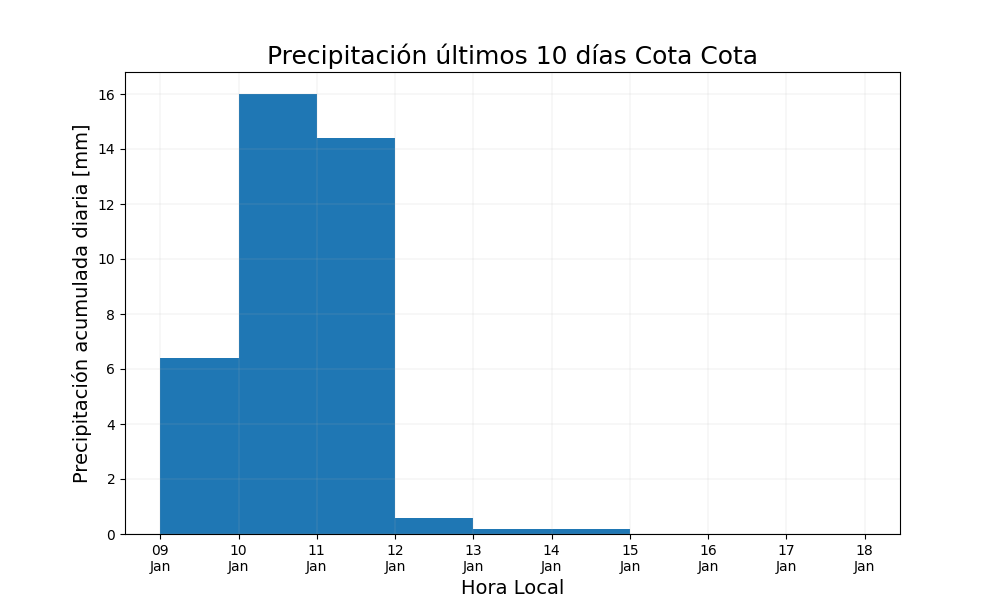 Precipitación últimos 10 días Cota Cota
Precipitación acumulada diaria [mm]
16
14
12
10
8
6
4
2
0
09 10 11 12 13 14 15 16 17 18
Jan Jan Jan Jan Jan Jan Jan Jan Jan Jan
Hora Local